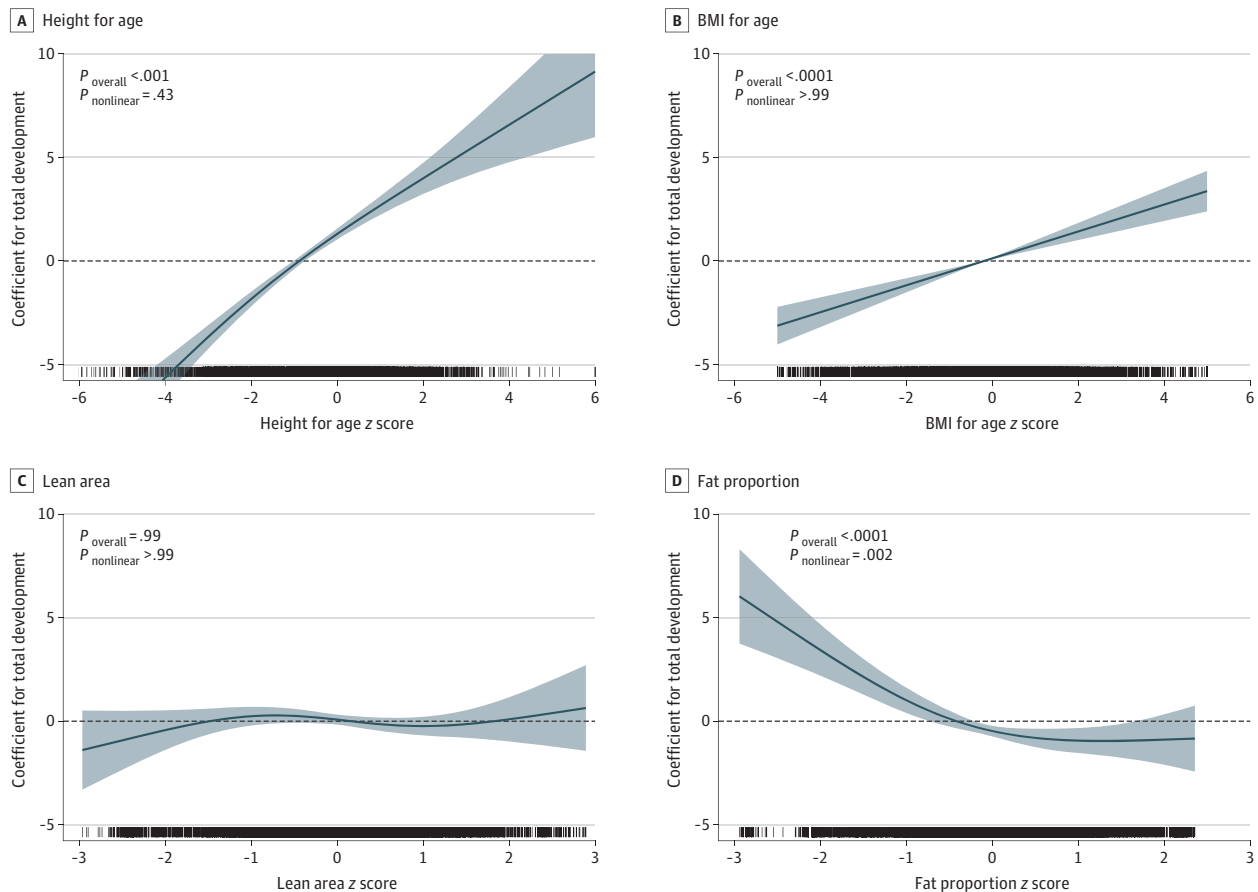 A Height for age
10
5
0
-5
P overall <.001
P nonlinear = .43
Coefficient for total development
-6 -4 -2 0 2 4 6
Height for age z score
B BMI for age
10
5
0
-5
P overall <.0001
P nonlinear >.99
Coefficient for total development
-6 -4 -2 0 2 4 6
BMI for age z score
C Lean area
10
5
0
-5
P overall = .99
P nonlinear >.99
Coefficient for total development
-3 -2 -1 0 1 2 3
Lean area z score
D Fat proportion
10
5
0
-5
P overall <.0001
P nonlinear = .002
Coefficient for total development
-3 -2 -1 0 1 2 3
Fat proportion z score